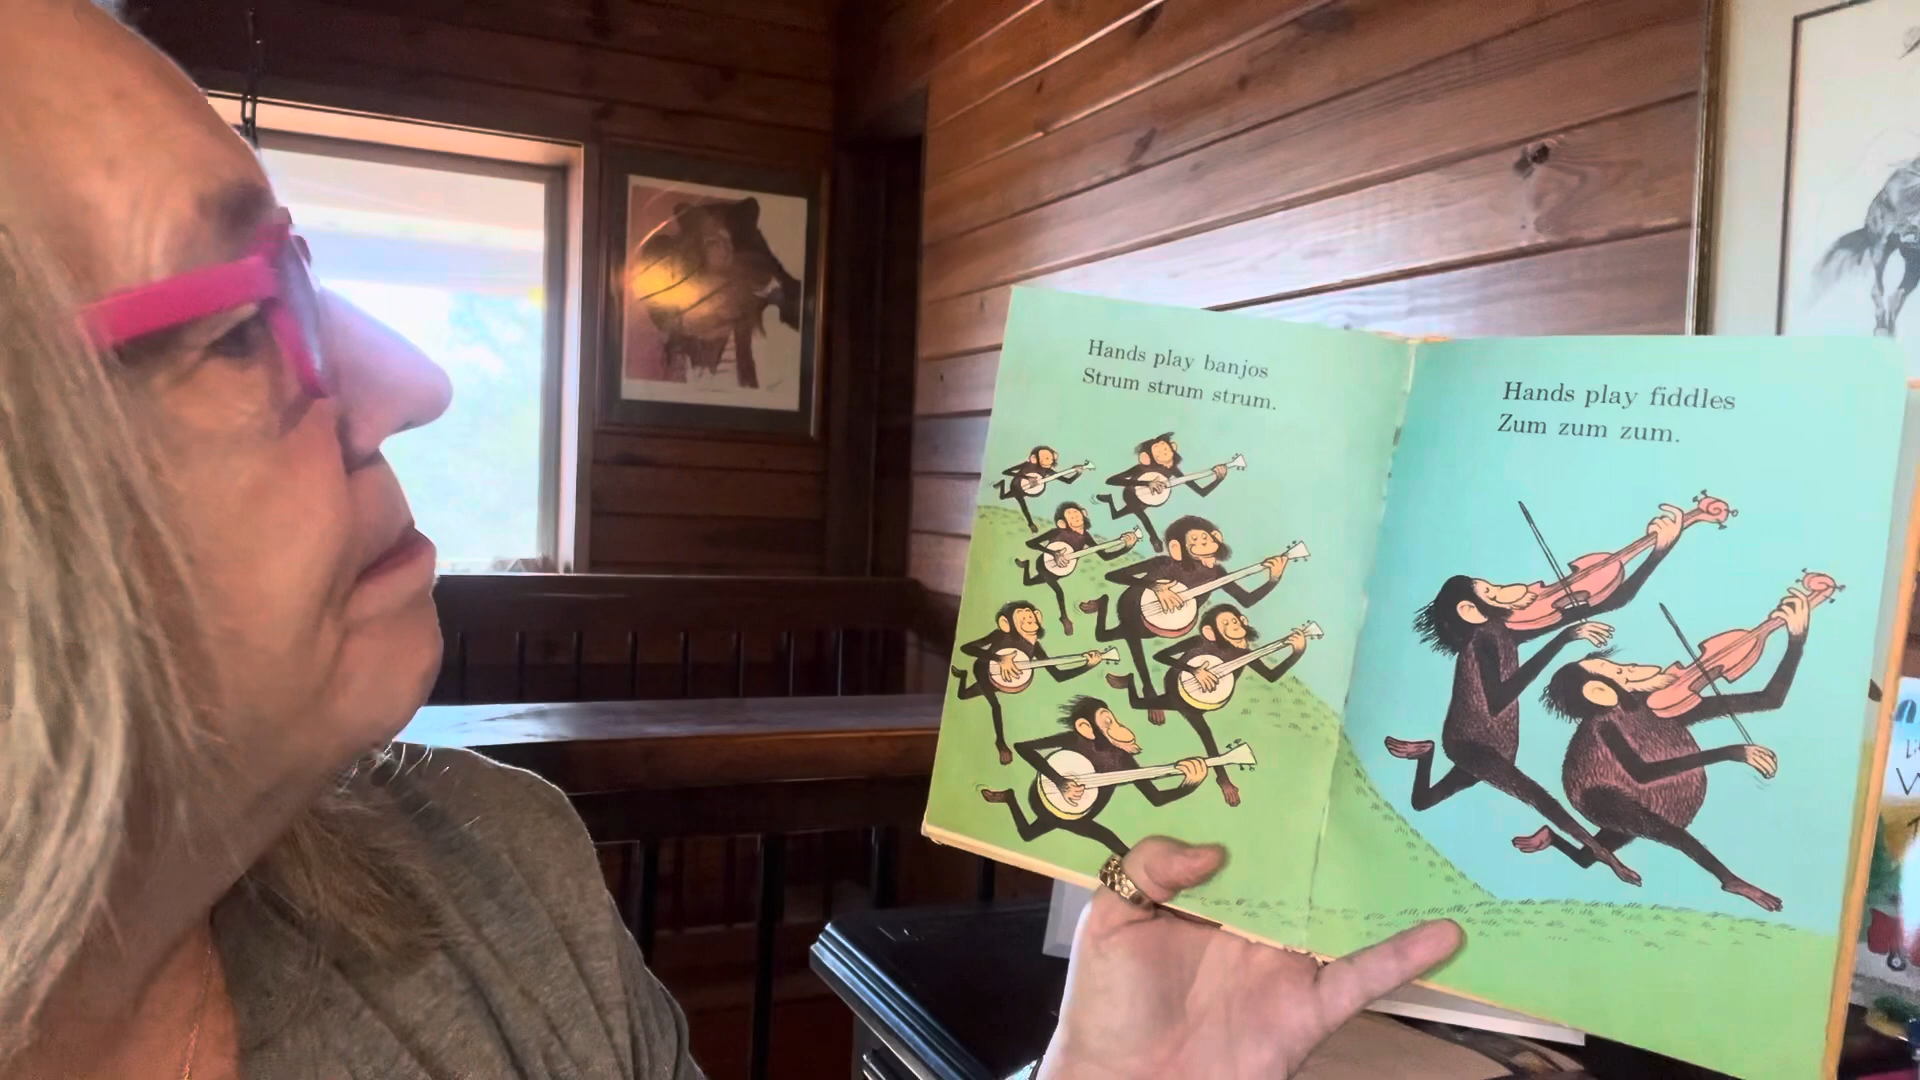 Hands play banjos
Strum strum strum.
Hands play fiddles
Zum zum zum.